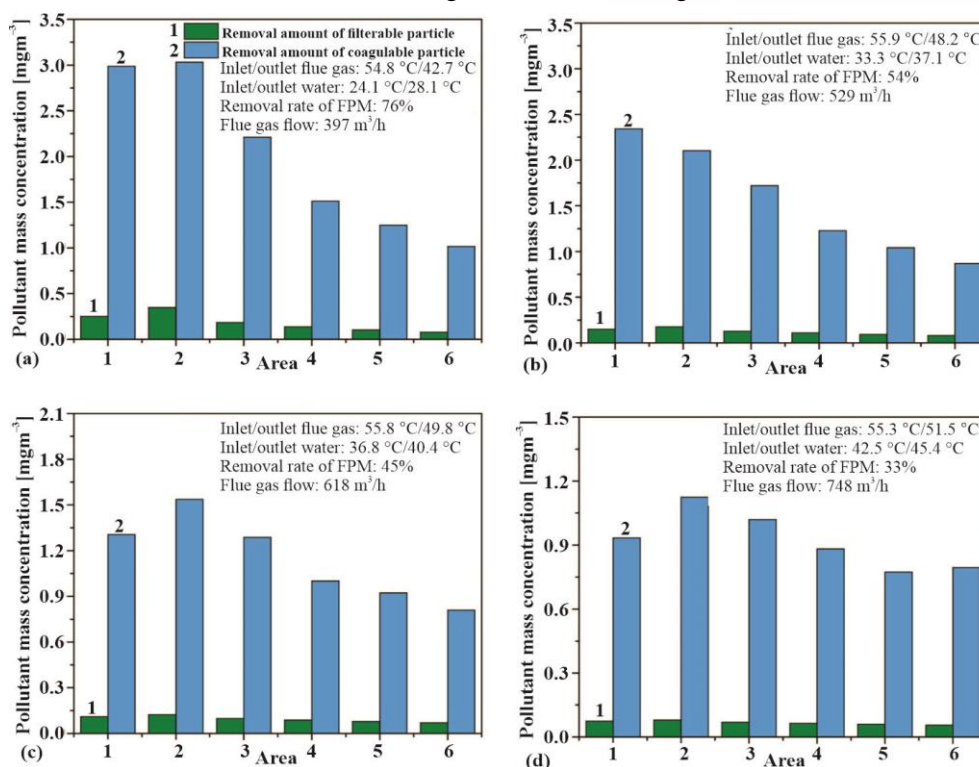 1 Removal amount of filterable particle
2 Removal amount of coagulable particle
Inlet/outlet flue gas: 54.8 °C/42.7 °C
Inlet/outlet water: 24.1 °C/28.1 °C
Removal rate of FPM: 76%
Flue gas flow: 397 m³/h
Pollutant mass concentration [mgm⁻³]
3.5
3.0
2.5
2.0
1.5
1.0
0.5
0.0
1
2
1 2 3 4 5 6
(a)
Area
Inlet/outlet flue gas: 55.9 °C/48.2 °C
Inlet/outlet water: 33.3 °C/37.1 °C
Removal rate of FPM: 54%
Flue gas flow: 529 m³/h
Pollutant mass concentration [mgm⁻³]
3.5
3.0
2.5
2.0
1.5
1.0
0.5
0.0
1
2
1 2 3 4 5 6
(b)
Area
Inlet/outlet flue gas: 55.8 °C/49.8 °C
Inlet/outlet water: 36.8 °C/40.4 °C
Removal rate of FPM: 45%
Flue gas flow: 618 m³/h
Pollutant mass concentration [mgm⁻³]
2.1
1.8
1.5
1.2
0.9
0.6
0.3
0.0
1
2
1 2 3 4 5 6
(c)
Area
Inlet/outlet flue gas: 55.3 °C/51.5 °C
Inlet/outlet water: 42.5 °C/45.4 °C
Removal rate of FPM: 33%
Flue gas flow: 748 m³/h
Pollutant mass concentration [mgm⁻³]
1.5
1.2
0.9
0.6
0.3
0.0
1
2
1 2 3 4 5 6
(d)
Area